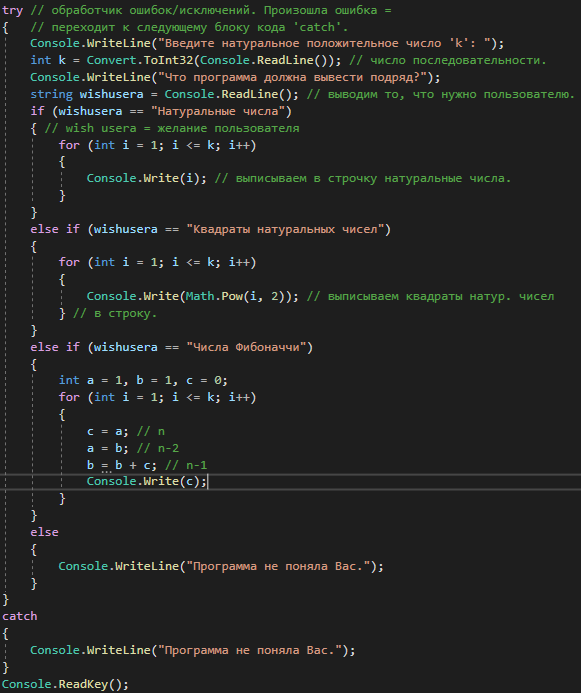 try // обработчик ошибок/исключений. Произошла ошибка =
{ // переходит к следующему блоку кода 'catch'.
Console.WriteLine("Введите натуральное положительное число 'k': ");
int k = Convert.ToInt32(Console.ReadLine()); // число последовательности.
Console.WriteLine("Что программа должна вывести подряд?");
string wishusera = Console.ReadLine(); // выводим то, что нужно пользователю.
if (wishusera == "Натуральные числа")
{ // wish usera = желание пользователя
for (int i = 1; i <= k; i++)
{
Console.Write(i); // выписываем в строчку натуральные числа.
}
}
else if (wishusera == "Квадраты натуральных чисел")
{
for (int i = 1; i <= k; i++)
{
Console.Write(Math.Pow(i, 2)); // выписываем квадраты натур. чисел
} // в строку.
}
else if (wishusera == "Числа Фибоначчи")
{
int a = 1, b = 1, c = 0;
for (int i = 1; i <= k; i++)
{
c = a; // n
a = b; // n-2
b = b + c; // n-1
Console.Write(c);
}
}
else
{
Console.WriteLine("Программа не поняла Вас.");
}
}
catch
{
Console.WriteLine("Программа не поняла Вас.");
}
Console.ReadKey();